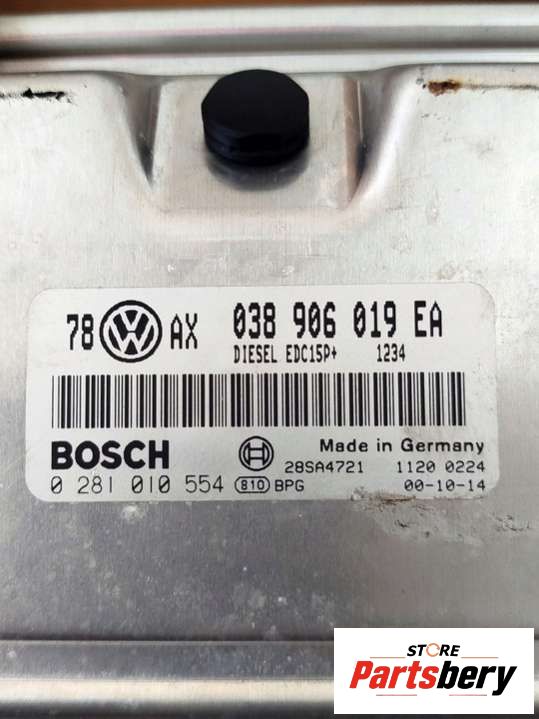 78 VW AX 038 906 019 EA
DIESEL EDC15P+ 1234
BOSCH
Made in Germany
28SA4721 1120 0224
0 281 010 554 810 BPG 00-10-14
STORE
Partsbery